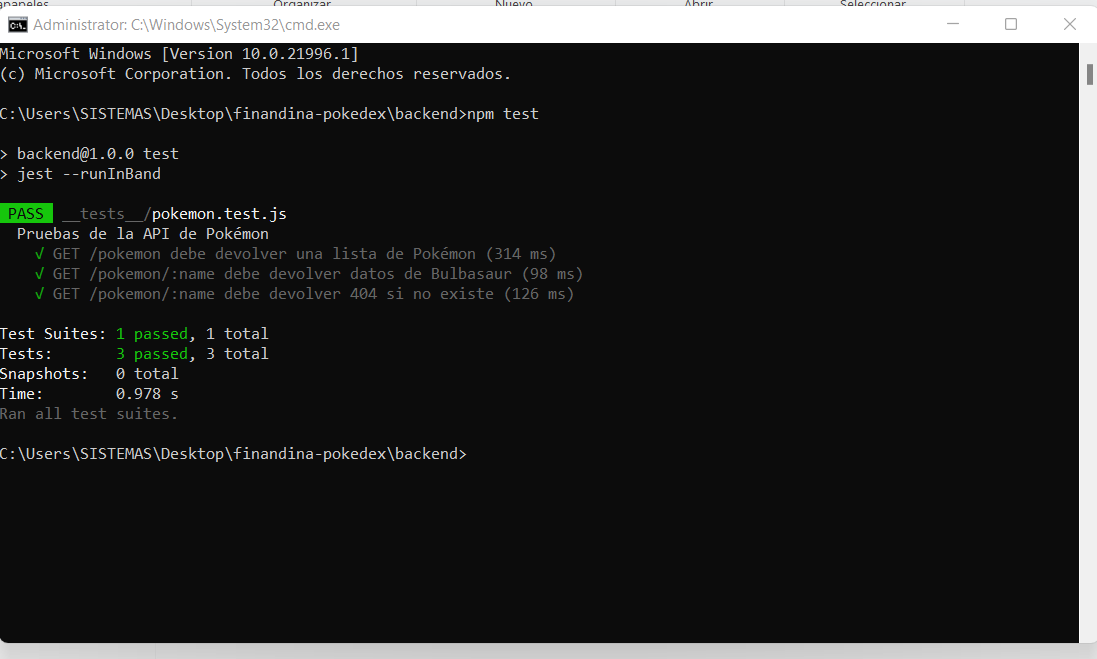 Organizar
Nuevo
Abrir
Seleccionar
Administrator: C:\Windows\System32\cmd.exe
Microsoft Windows [Version 10.0.21996.1]
(c) Microsoft Corporation. Todos los derechos reservados.
C:\Users\SISTEMAS\Desktop\finandina-pokedex\backend>npm test
> backend@1.0.0 test
> jest --runInBand
PASS __tests__/pokemon.test.js
Pruebas de la API de Pokémon
√ GET /pokemon debe devolver una lista de Pokémon (314 ms)
√ GET /pokemon/:name debe devolver datos de Bulbasaur (98 ms)
√ GET /pokemon/:name debe devolver 404 si no existe (126 ms)
Test Suites: 1 passed, 1 total
Tests: 3 passed, 3 total
Snapshots: 0 total
Time: 0.978 s
Ran all test suites.
C:\Users\SISTEMAS\Desktop\finandina-pokedex\backend>